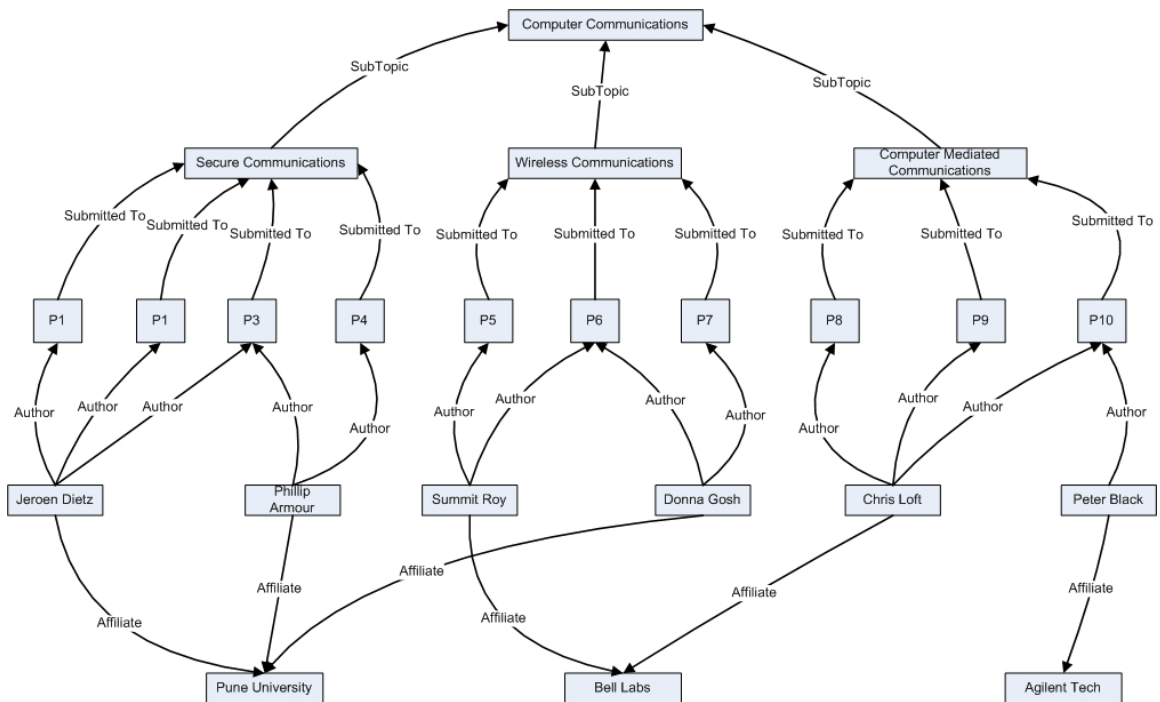 Computer Communications
SubTopic
SubTopic
SubTopic
Secure Communications
Wireless Communications
Computer Mediated
Communications
Submitted To
Submitted To
Submitted To
Submitted To
Submitted To
Submitted To
Submitted To
Submitted To
Submitted To
Submitted To
P1
P1
P3
P4
P5
P6
P7
P8
P9
P10
Author
Author
Author
Author
Author
Author
Author
Author
Author
Author
Author
Author
Author
Jeroen Dietz
Phillip
Armour
Summit Roy
Donna Gosh
Chris Loft
Peter Black
Affiliate
Affiliate
Affiliate
Affiliate
Affiliate
Affiliate
Pune University
Bell Labs
Agilent Tech